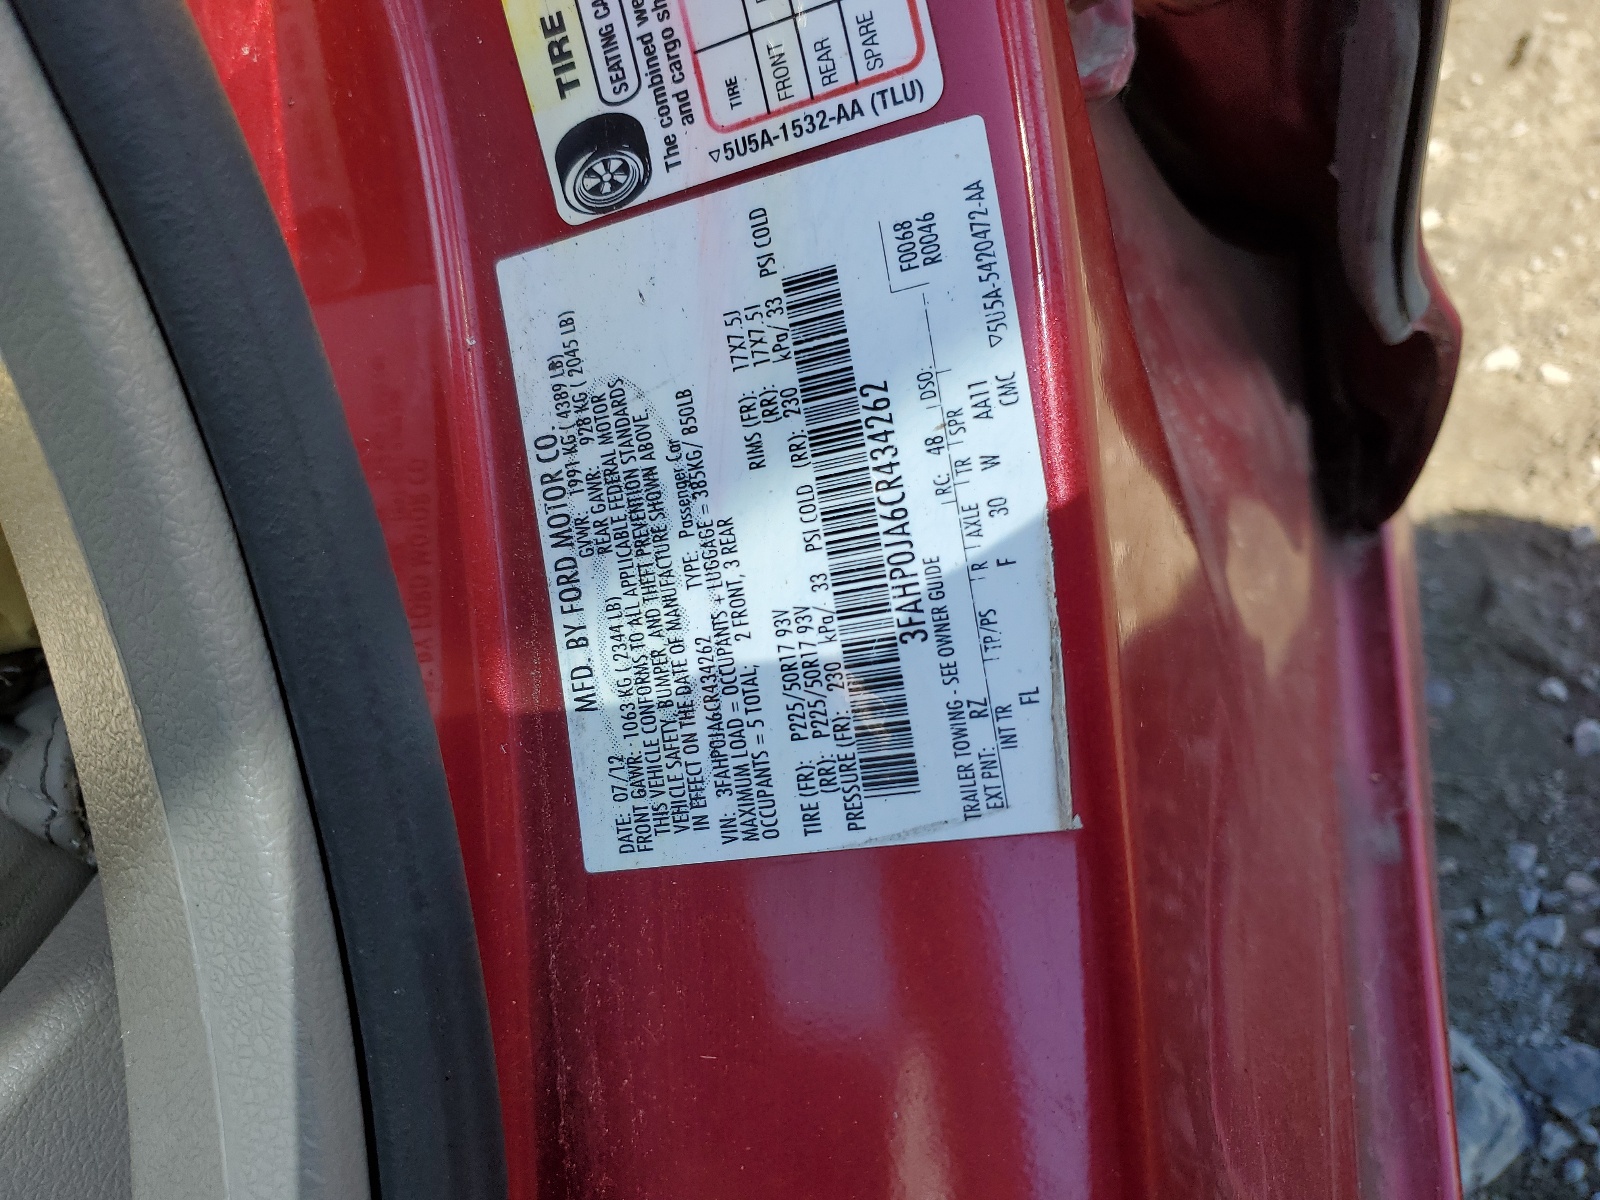 TIRE
SEATING CA
The combined we
and cargo sh
TIRE
FRONT
REAR
SPARE
▽5U5A-1532-AA (TLU)
MFD. BY FORD MOTOR CO.
DATE: 07/12 GVWR: 1991 KG ( 4389 LB)
FRONT GAWR: 1063 KG ( 2344 LB) REAR GAWR: 928 KG ( 2045 LB)
THIS VEHICLE CONFORMS TO ALL APPLICABLE FEDERAL MOTOR
VEHICLE SAFETY, BUMPER, AND THEFT PREVENTION STANDARDS
IN EFFECT ON THE DATE OF MANUFACTURE SHOWN ABOVE.
VIN: 3FAHP0JA6CR434262 TYPE: Passenger Car
MAXIMUM LOAD = OCCUPANTS + LUGGAGE = 385KG/ 850LB
OCCUPANTS = 5 TOTAL; 2 FRONT, 3 REAR
TIRE (FR): P225/50R17 93V RIMS (FR): 17X7.5J
(RR): P225/50R17 93V (RR): 17X7.5J
PRESSURE (FR): 230 kPa/ 33 PSI COLD (RR): 230 kPa/ 33 PSI COLD
3FAHP0JA6CR434262
F0068
R0046
TRAILER TOWING - SEE OWNER GUIDE RC: 48 DSO:
EXT PNT: RZ
INT TR TP/PS R AXLE TR SPR
FL F 30 W AA11
CMC
▽5U5A-5420472-AA